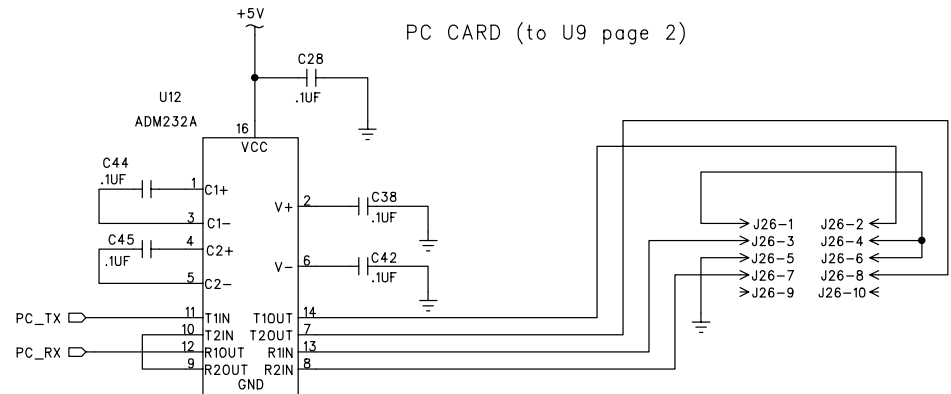 +5V
PC CARD (to U9 page 2)
C28
.1UF
U12
ADM232A
16
VCC
C44
.1UF
1 C1+
3 C1-
C45
.1UF
4 C2+
5 C2-
2 V+
C38
.1UF
6 V-
C42
.1UF
J26-1 J26-2
J26-3 J26-4
J26-5 J26-6
J26-7 J26-8
J26-9 J26-10
PC_TX 11 T1IN T1OUT 14
10 T2IN T2OUT 7
PC_RX 12 R1OUT R1IN 13
9 R2OUT R2IN 8
GND